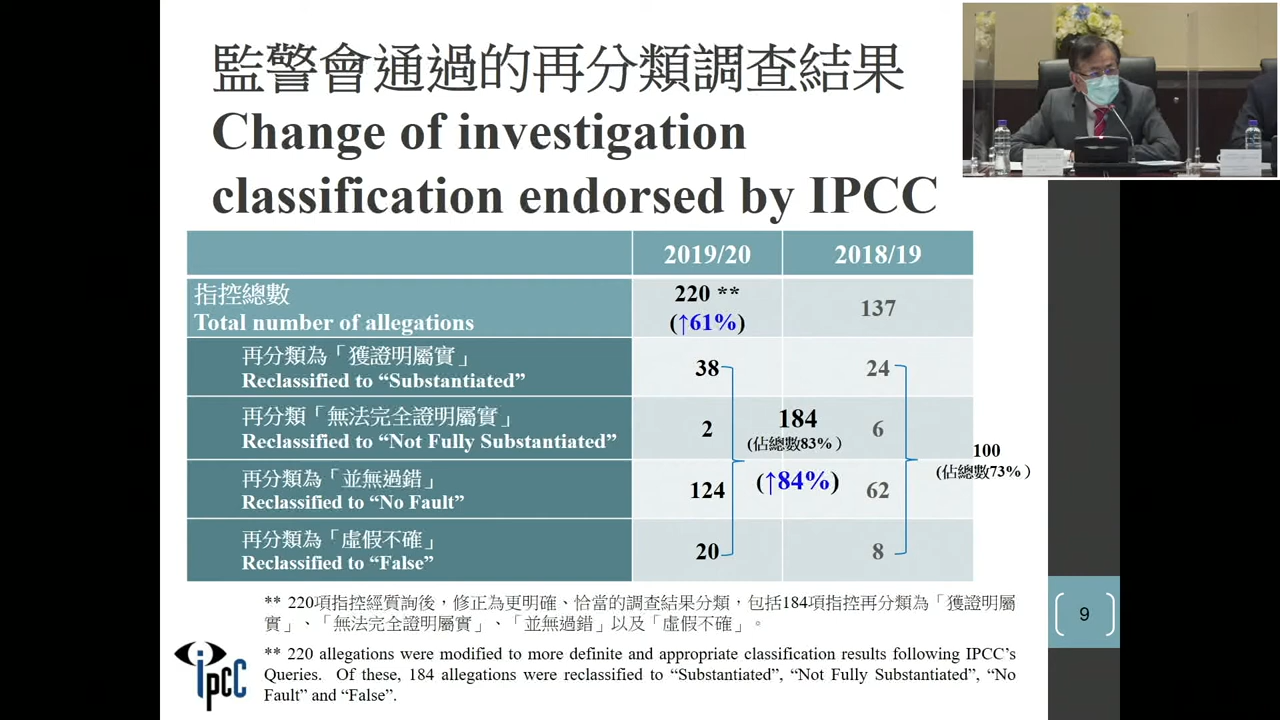 監警會通過的再分類調查結果
Change of investigation
classification endorsed by IPCC
2019/20 2018/19
指控總數
Total number of allegations
220 **
(↑61%)
137
再分類為「獲證明屬實」
Reclassified to “Substantiated”
38
24
再分類「無法完全證明屬實」
Reclassified to “Not Fully Substantiated”
2
184
(佔總數83%)
6
100
(佔總數73%)
再分類為「並無過錯」
Reclassified to “No Fault”
124
(↑84%)
62
再分類為「虛假不確」
Reclassified to “False”
20
8
** 220項指控經質詢後，修正為更明確、恰當的調查結果分類，包括184項指控再分類為「獲證明屬
實」、「無法完全證明屬實」、「並無過錯」以及「虛假不確」。
** 220 allegations were modified to more definite and appropriate classification results following IPCC’s
Queries. Of these, 184 allegations were reclassified to “Substantiated”, “Not Fully Substantiated”, “No
Fault” and “False”.
ipcc
9